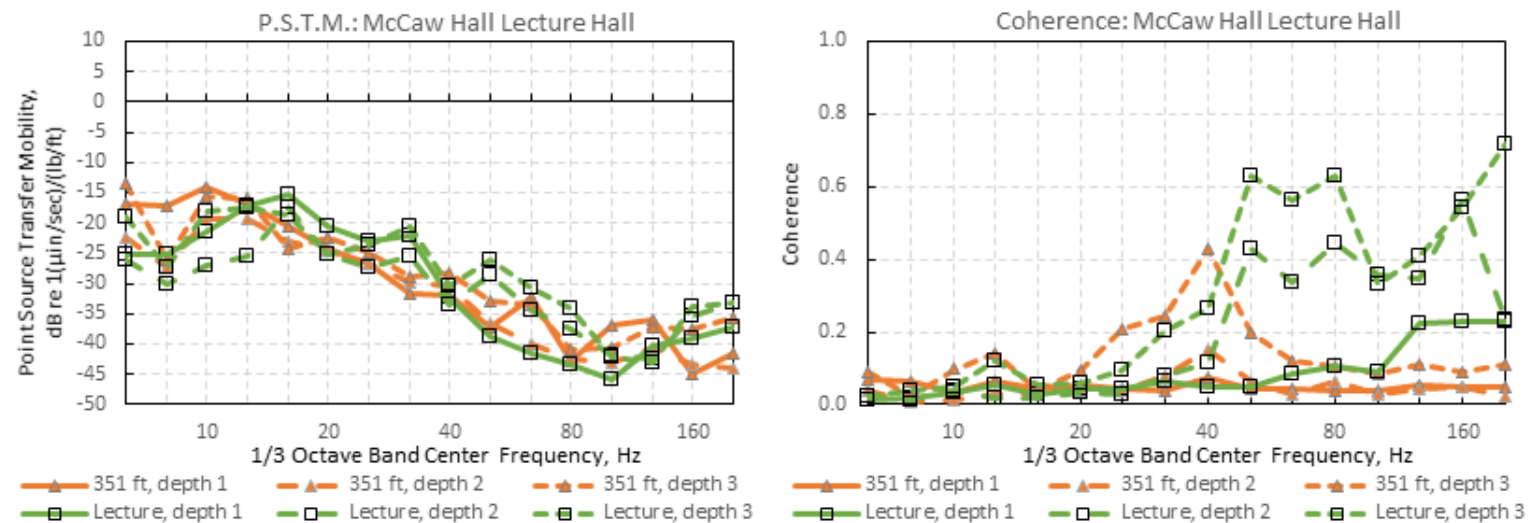 P.S.T.M.: McCaw Hall Lecture Hall
10
5
0
-5
-10
-15
-20
-25
-30
-35
-40
-45
-50
Point Source Transfer Mobility,
dB re 1(µin/sec)/(lb/ft)
10 20 40 80 160
1/3 Octave Band Center Frequency, Hz
351 ft, depth 1 351 ft, depth 2 351 ft, depth 3
Lecture, depth 1 Lecture, depth 2 Lecture, depth 3
Coherence: McCaw Hall Lecture Hall
1.0
0.8
0.6
0.4
0.2
0.0
Coherence
10 20 40 80 160
1/3 Octave Band Center Frequency, Hz
351 ft, depth 1 351 ft, depth 2 351 ft, depth 3
Lecture, depth 1 Lecture, depth 2 Lecture, depth 3